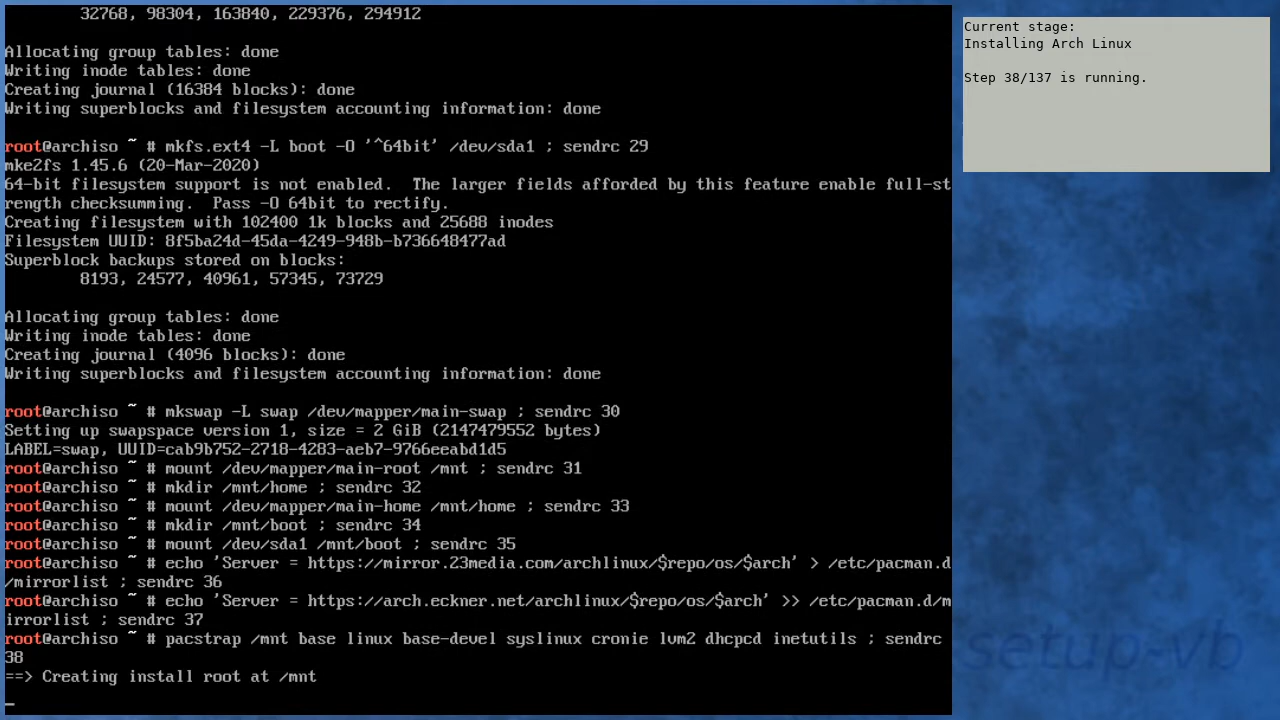 32768, 98304, 163840, 229376, 294912
Allocating group tables: done
Writing inode tables: done
Creating journal (16384 blocks): done
Writing superblocks and filesystem accounting information: done
root@archiso ~ # mkfs.ext4 -L boot -O '^64bit' /dev/sda1 ; sendrc 29
mke2fs 1.45.6 (20-Mar-2020)
64-bit filesystem support is not enabled.  The larger fields afforded by this feature enable full-st
rength checksumming.  Pass -O 64bit to rectify.
Creating filesystem with 102400 1k blocks and 25688 inodes
Filesystem UUID: 8f5ba24d-45da-4249-948b-b736648477ad
Superblock backups stored on blocks:
        8193, 24577, 40961, 57345, 73729
Allocating group tables: done
Writing inode tables: done
Creating journal (4096 blocks): done
Writing superblocks and filesystem accounting information: done
root@archiso ~ # mkswap -L swap /dev/mapper/main-swap ; sendrc 30
Setting up swapspace version 1, size = 2 GiB (2147479552 bytes)
LABEL=swap, UUID=cab9b752-2718-4283-aeb7-9766eeabd1d5
root@archiso ~ # mount /dev/mapper/main-root /mnt ; sendrc 31
root@archiso ~ # mkdir /mnt/home ; sendrc 32
root@archiso ~ # mount /dev/mapper/main-home /mnt/home ; sendrc 33
root@archiso ~ # mkdir /mnt/boot ; sendrc 34
root@archiso ~ # mount /dev/sda1 /mnt/boot ; sendrc 35
root@archiso ~ # echo 'Server = https://mirror.23media.com/archlinux/$repo/os/$arch' > /etc/pacman.d
/mirrorlist ; sendrc 36
root@archiso ~ # echo 'Server = https://arch.eckner.net/archlinux/$repo/os/$arch' >> /etc/pacman.d/m
irrorlist ; sendrc 37
root@archiso ~ # pacstrap /mnt base linux base-devel syslinux cronie lvm2 dhcpcd inetutils ; sendrc
38
==> Creating install root at /mnt
_
Current stage:
Installing Arch Linux
Step 38/137 is running.
setup-vb